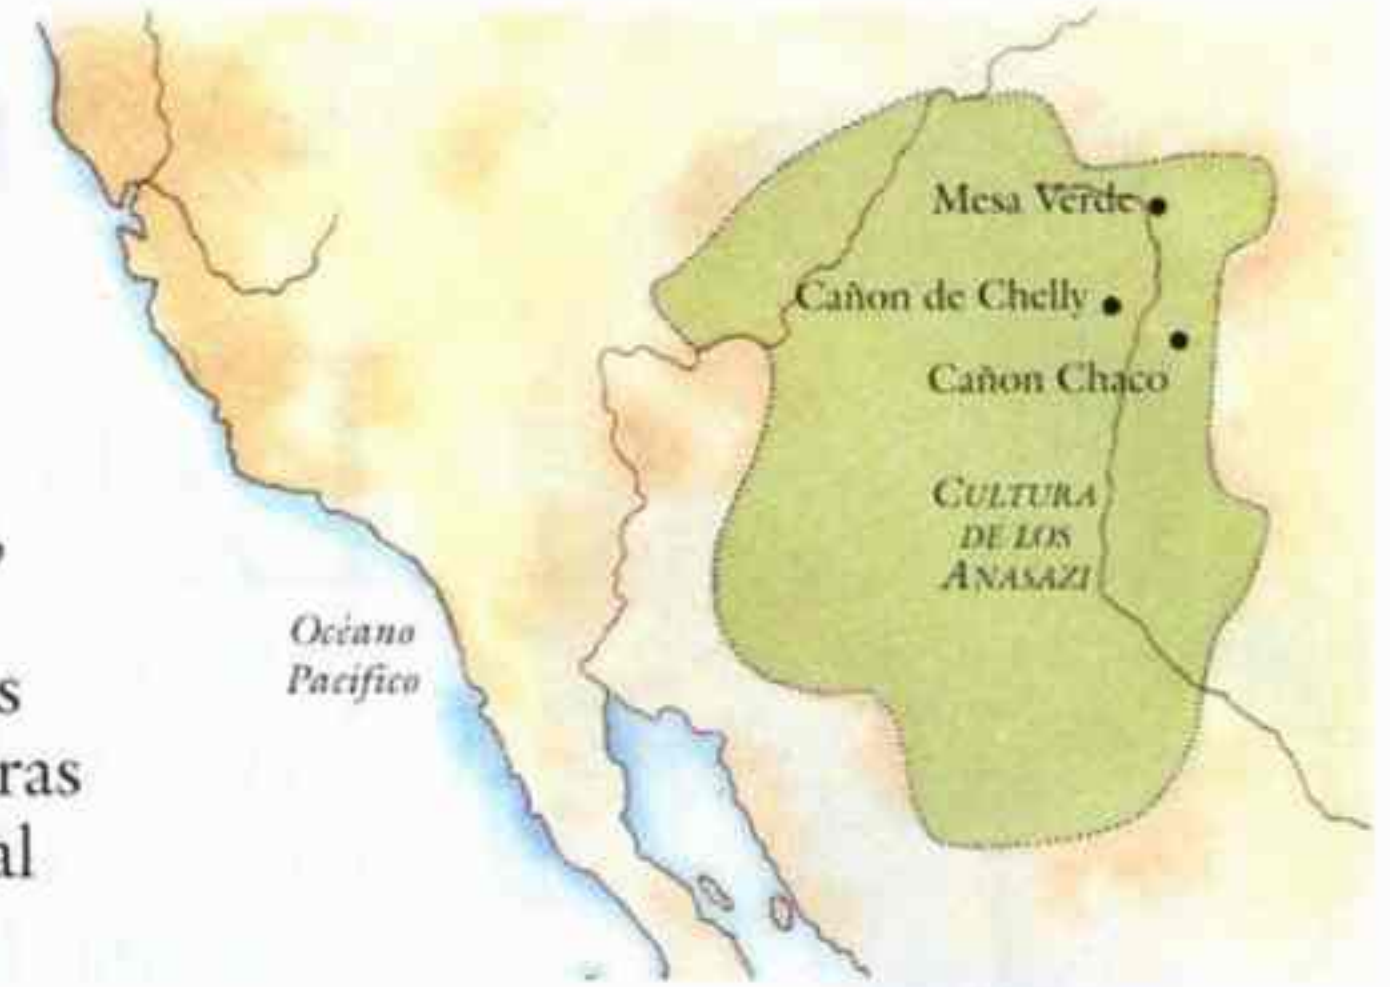 Mesa Verde
Cañon de Chelly
Cañon Chaco
CULTURA
DE LOS
ANASAZI
Océano
Pacífico
s
ras
al